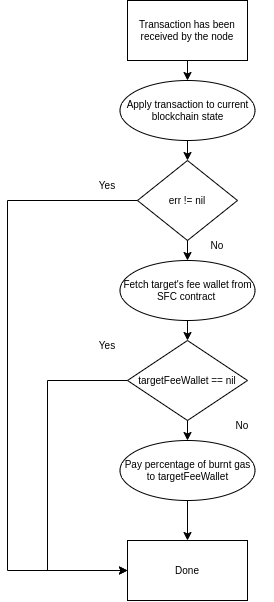 Transaction has been
received by the node
Apply transaction to current
blockchain state
Yes
err != nil
No
Fetch target's fee wallet from
SFC contract
Yes
targetFeeWallet == nil
No
Pay percentage of burnt gas
to targetFeeWallet
Done